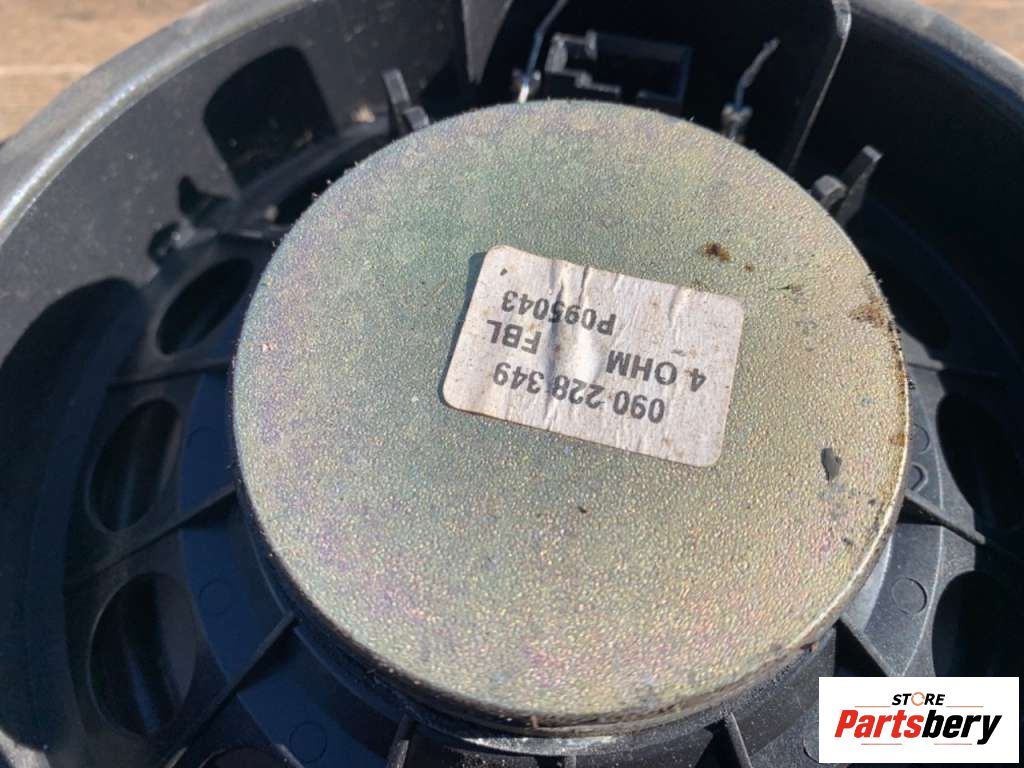 090 228 349
4 OHM FBL
P095043
STORE
Partsbery